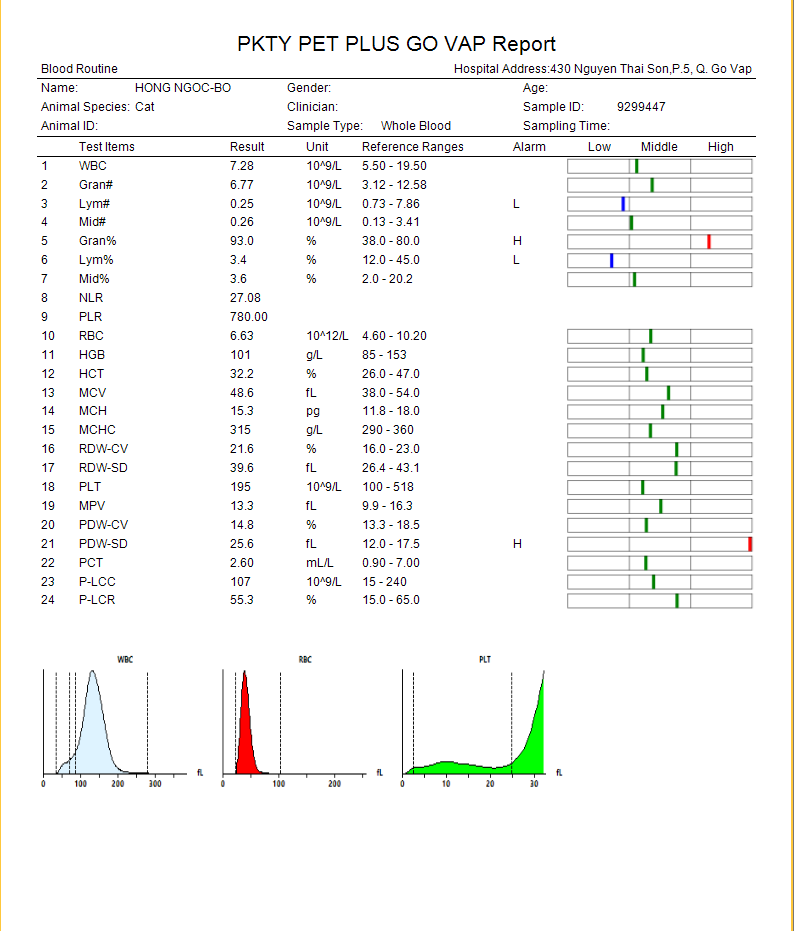 PKTY PET PLUS GO VAP Report
Blood Routine Hospital Address:430 Nguyen Thai Son,P.5, Q. Go Vap
Name: HONG NGOC-BO Gender: Age:
Animal Species: Cat Clinician: Sample ID: 9299447
Animal ID: Sample Type: Whole Blood Sampling Time:
Test Items Result Unit Reference Ranges Alarm Low Middle High
1 WBC 7.28 10^9/L 5.50 - 19.50
2 Gran# 6.77 10^9/L 3.12 - 12.58
3 Lym# 0.25 10^9/L 0.73 - 7.86 L
4 Mid# 0.26 10^9/L 0.13 - 3.41
5 Gran% 93.0 % 38.0 - 80.0 H
6 Lym% 3.4 % 12.0 - 45.0 L
7 Mid% 3.6 % 2.0 - 20.2
8 NLR 27.08
9 PLR 780.00
10 RBC 6.63 10^12/L 4.60 - 10.20
11 HGB 101 g/L 85 - 153
12 HCT 32.2 % 26.0 - 47.0
13 MCV 48.6 fL 38.0 - 54.0
14 MCH 15.3 pg 11.8 - 18.0
15 MCHC 315 g/L 290 - 360
16 RDW-CV 21.6 % 16.0 - 23.0
17 RDW-SD 39.6 fL 26.4 - 43.1
18 PLT 195 10^9/L 100 - 518
19 MPV 13.3 fL 9.9 - 16.3
20 PDW-CV 14.8 % 13.3 - 18.5
21 PDW-SD 25.6 fL 12.0 - 17.5 H
22 PCT 2.60 mL/L 0.90 - 7.00
23 P-LCC 107 10^9/L 15 - 240
24 P-LCR 55.3 % 15.0 - 65.0
WBC RBC PLT
fL fL fL
0 100 200 300 0 100 200 0 10 20 30